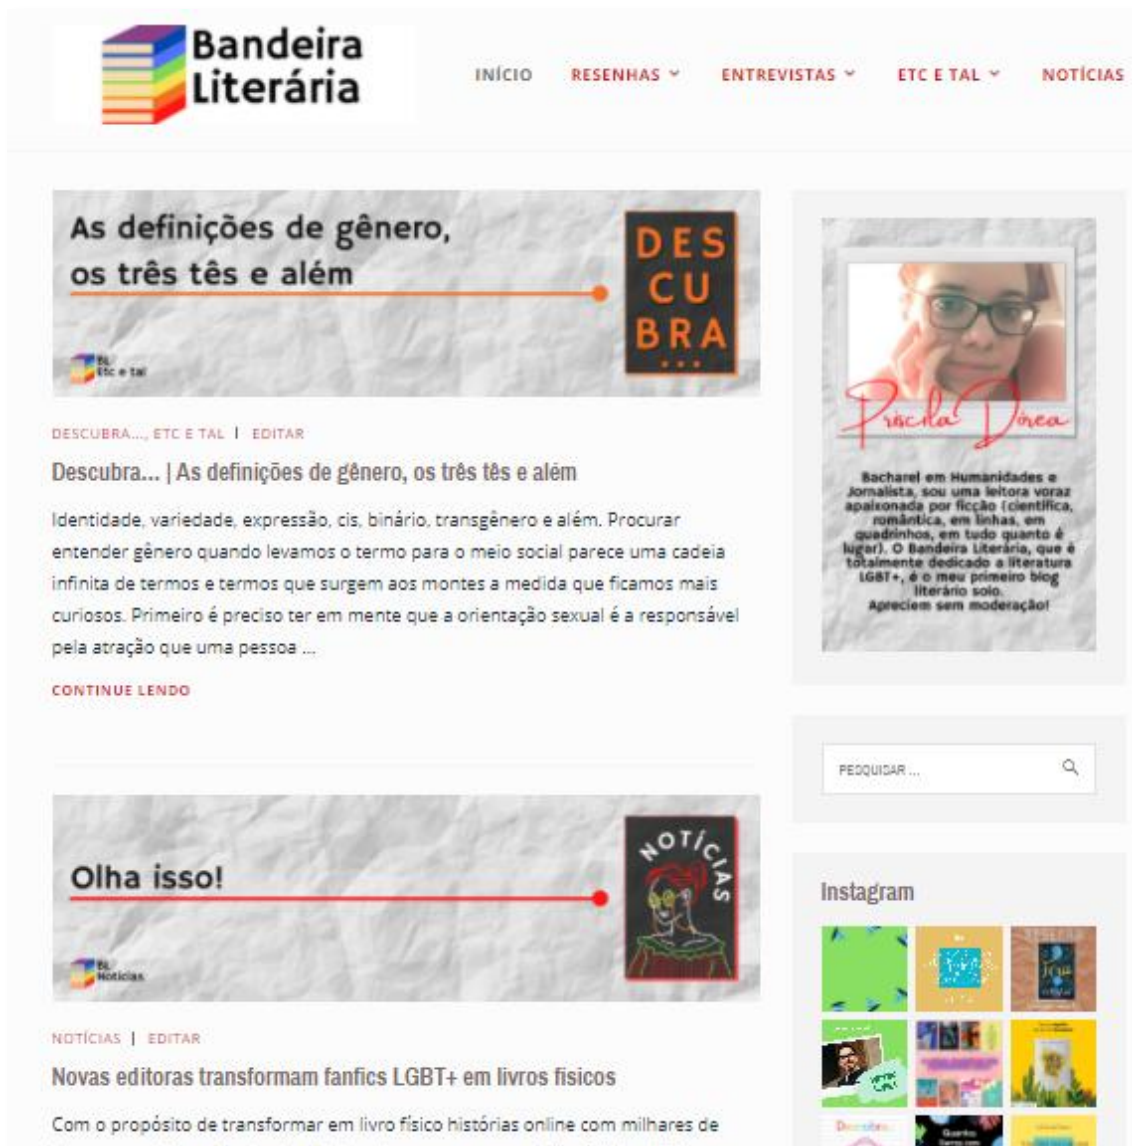 Bandeira
Literária
INÍCIO RESENHAS ENTREVISTAS ETC E TAL NOTÍCIAS
As definições de gênero,
os três tês e além
DES
CU
BRA
...
BL
Etc e tal
DESCUBRA..., ETC E TAL | EDITAR
Descubra... | As definições de gênero, os três tês e além
Identidade, variedade, expressão, cis, binário, transgênero e além. Procurar
entender gênero quando levamos o termo para o meio social parece uma cadeia
infinita de termos e termos que surgem aos montes a medida que ficamos mais
curiosos. Primeiro é preciso ter em mente que a orientação sexual é a responsável
pela atração que uma pessoa ...
CONTINUE LENDO
Olha isso!
NOTÍCIAS
BL
Notícias
NOTÍCIAS | EDITAR
Novas editoras transformam fanfics LGBT+ em livros físicos
Com o propósito de transformar em livro físico histórias online com milhares de
Priscila Dórea
Bacharel em Humanidades e
Jornalista, sou uma leitora voraz
apaixonada por ficção (científica,
romântica, em linhas, em
quadrinhos, em tudo quanto é
lugar). O Bandeira Literária, que é
totalmente dedicado a literatura
LGBT+, é o meu primeiro blog
literário solo.
Apreciem sem moderação!
PESQUISAR ...
Instagram
Descubra...